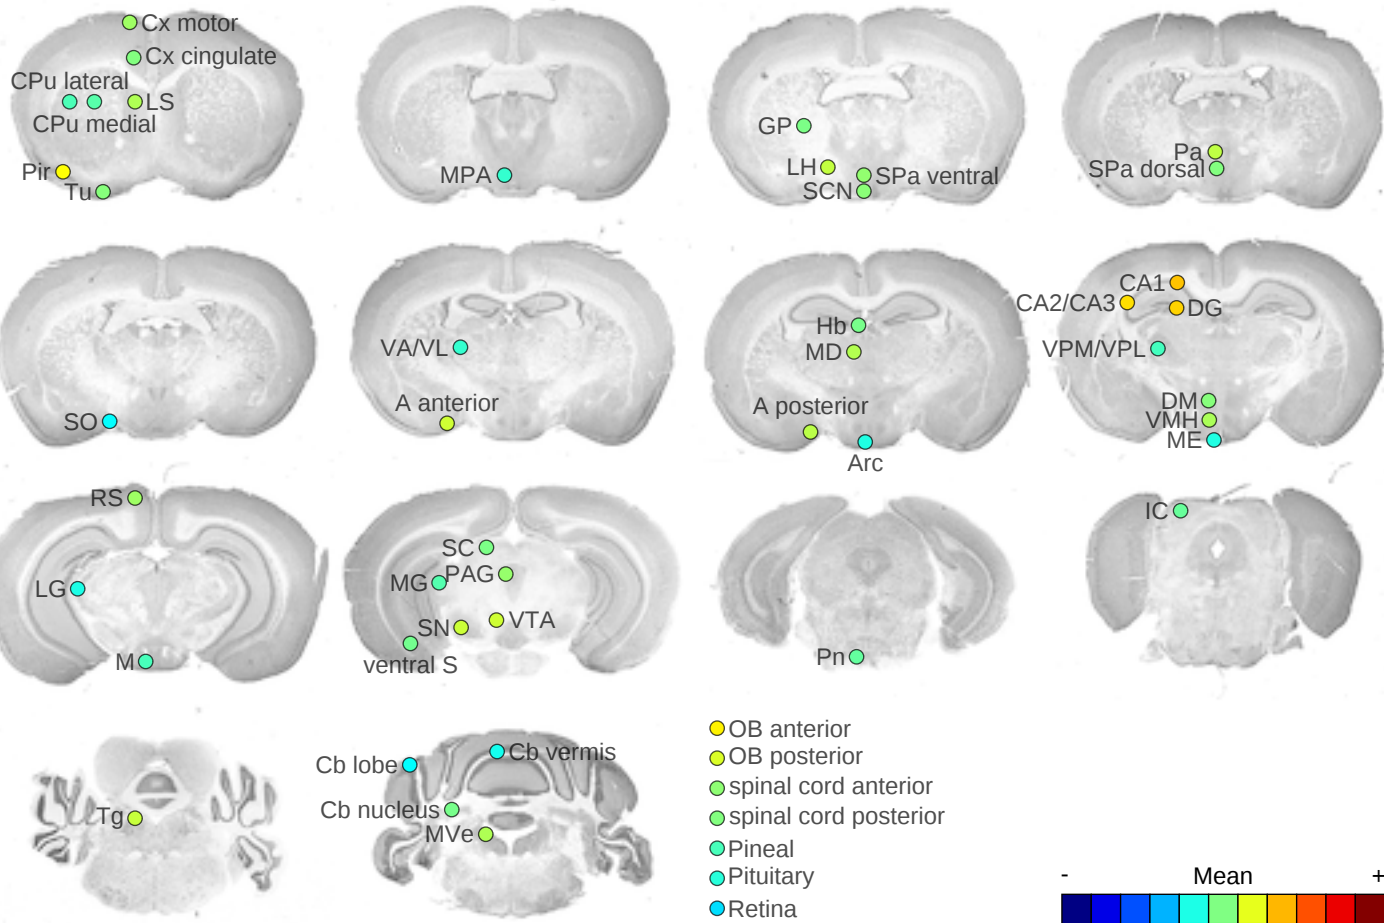 Cx motor
Cx cingulate
CPu lateral
LS
CPu medial
Pir
Tu
MPA
GP
LH
SPa ventral
SCN
Pa
SPa dorsal
SO
VA/VL
A anterior
Hb
MD
A posterior
Arc
CA1
CA2/CA3
DG
VPM/VPL
DM
VMH
ME
RS
LG
M
SC
MG
PAG
SN
VTA
ventral S
Pn
IC
Tg
Cb lobe
Cb vermis
Cb nucleus
MVe
OB anterior
OB posterior
spinal cord anterior
spinal cord posterior
Pineal
Pituitary
Retina
- Mean +